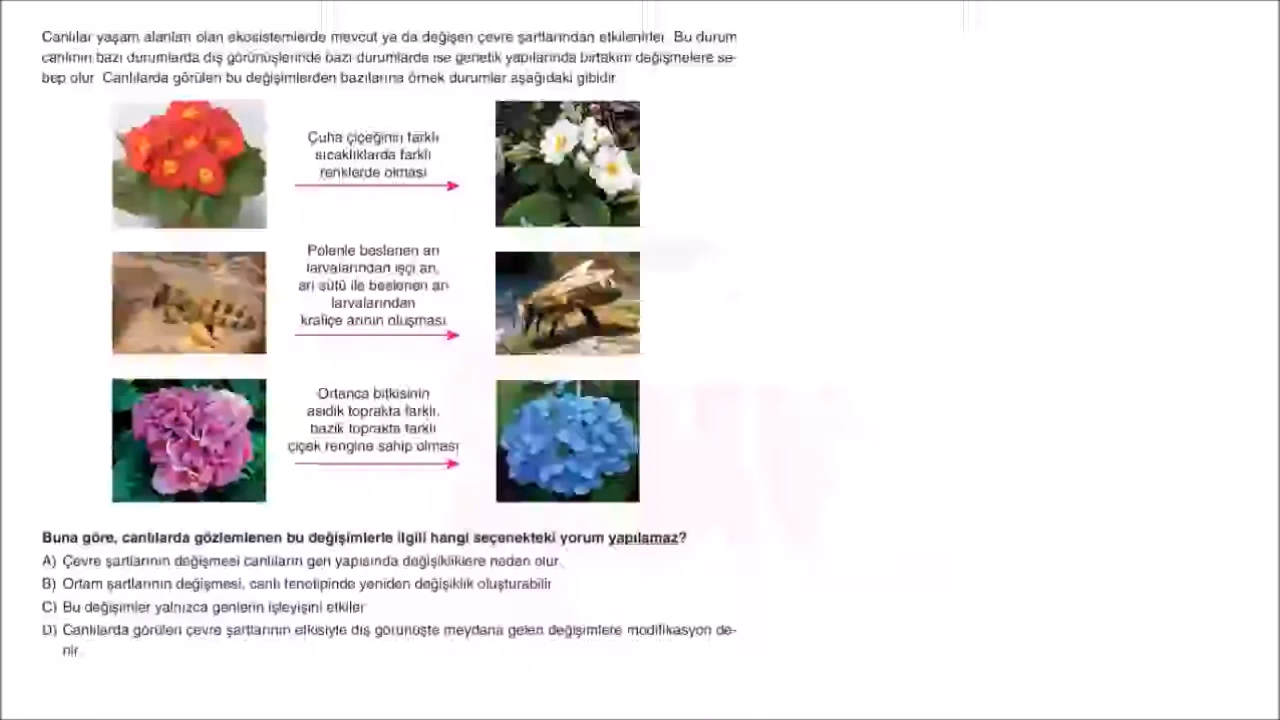 Canlılar yaşam alanları olan ekosistemlerde mevcut ya da değişen çevre şartlarından etkilenirler. Bu durum
canlının bazı durumlarda dış görünüşlerinde bazı durumlarda ise genetik yapılarında birtakım değişmelere se-
bep olur. Canlılarda görülen bu değişimlerden bazılarına örnek durumlar aşağıdaki gibidir.
Çuha çiçeğinin farklı
sıcaklıklarda farklı
renklerde olması
Polenle beslenen arı
larvalarından işçi arı,
arı sütü ile beslenen arı
larvalarından
kraliçe arının oluşması
Ortanca bitkisinin
asidik toprakta farklı,
bazik toprakta farklı
çiçek rengine sahip olması
Buna göre, canlılarda gözlemlenen bu değişimlerle ilgili hangi seçenekteki yorum yapılamaz?
A) Çevre şartlarının değişmesi canlıların gen yapısında değişikliklere neden olur.
B) Ortam şartlarının değişmesi, canlı fenotipinde yeniden değişiklik oluşturabilir.
C) Bu değişimler yalnızca genlerin işleyişini etkiler.
D) Canlılarda görülen çevre şartlarının etkisiyle dış görünüşte meydana gelen değişimlere modifikasyon de-
nir.